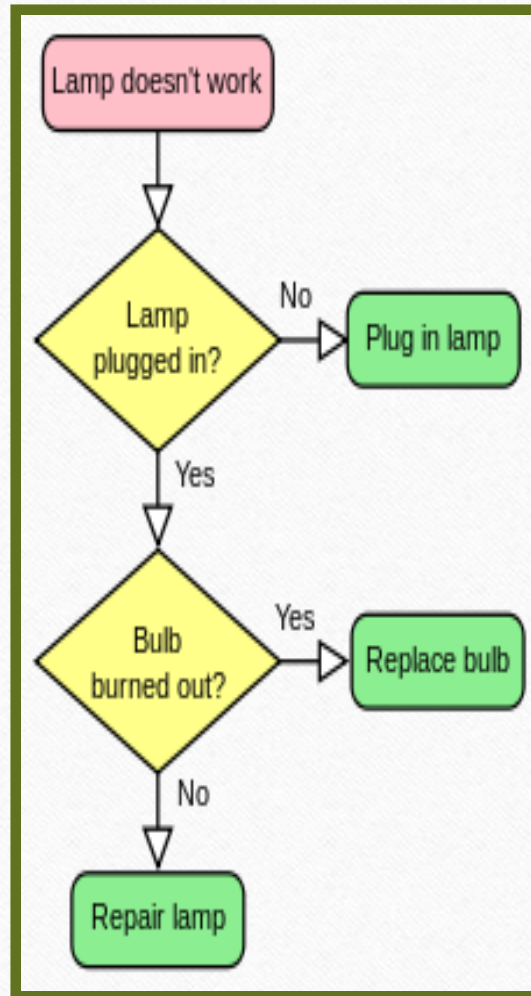 Lamp doesn't work
Lamp
plugged in?
No
Plug in lamp
Yes
Bulb
burned out?
Yes
Replace bulb
No
Repair lamp